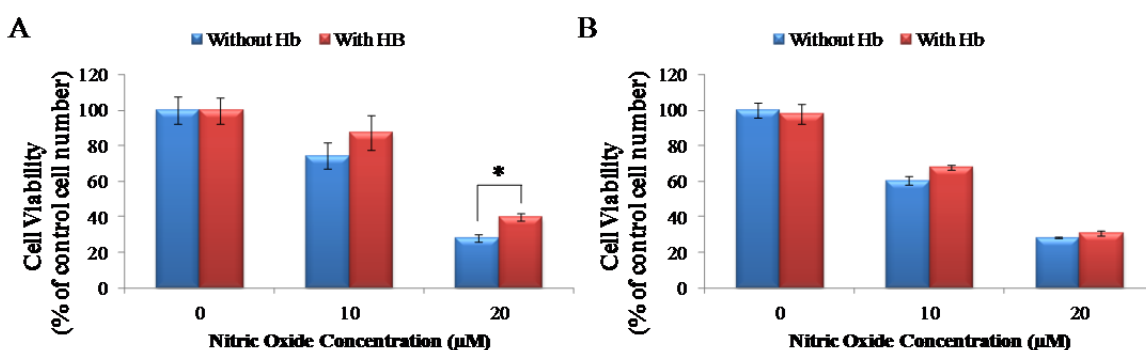 A
Without Hb
With HB
Cell Viability
(% of control cell number)
120
100
80
60
40
20
0
*
0
10
20
Nitric Oxide Concentration (µM)
B
Without Hb
With Hb
Cell Viability
(% of control cell number)
120
100
80
60
40
20
0
0
10
20
Nitric Oxide Concentration (µM)